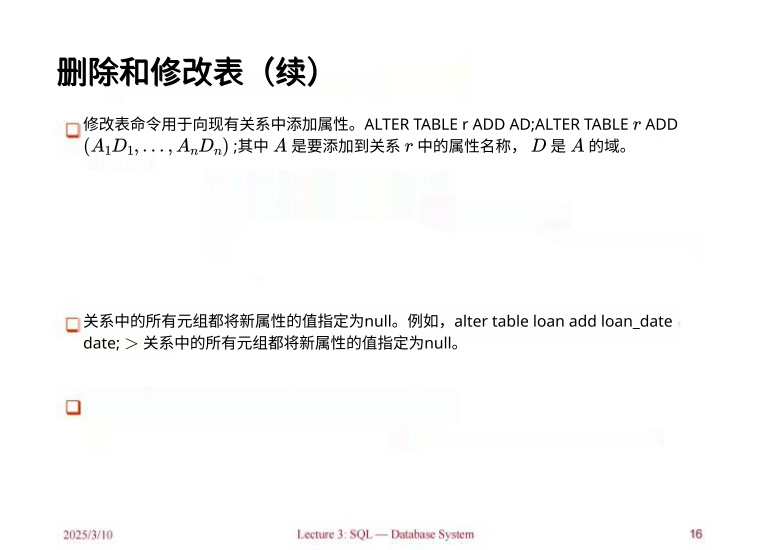 删除和修改表（续）
修改表命令用于向现有关系中添加属性。ALTER TABLE r ADD AD;ALTER TABLE r ADD
(A₁D₁, . . . , AₙDₙ) ;其中 A 是要添加到关系 r 中的属性名称， D 是 A 的域。
关系中的所有元组都将新属性的值指定为null。例如，alter table loan add loan_date
date; > 关系中的所有元组都将新属性的值指定为null。
2025/3/10 Lecture 3: SQL — Database System 16